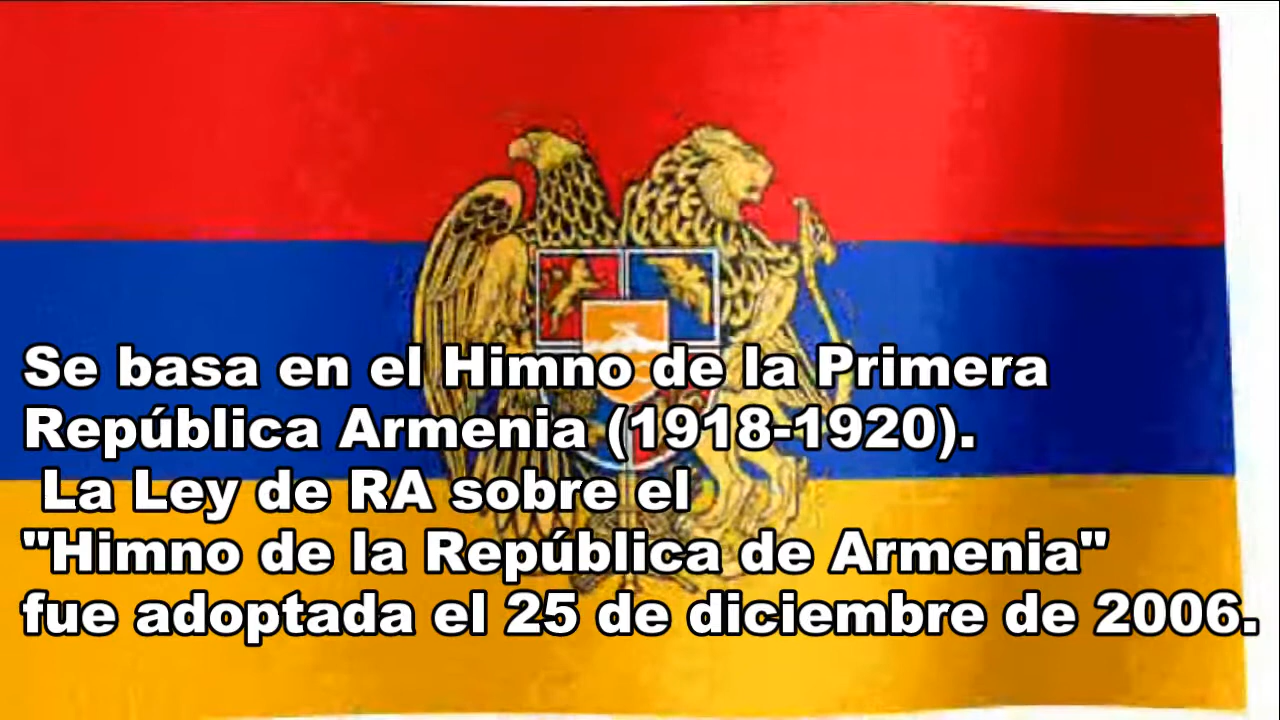 Se basa en el Himno de la Primera
República Armenia (1918-1920).
La Ley de RA sobre el
"Himno de la República de Armenia"
fue adoptada el 25 de diciembre de 2006.